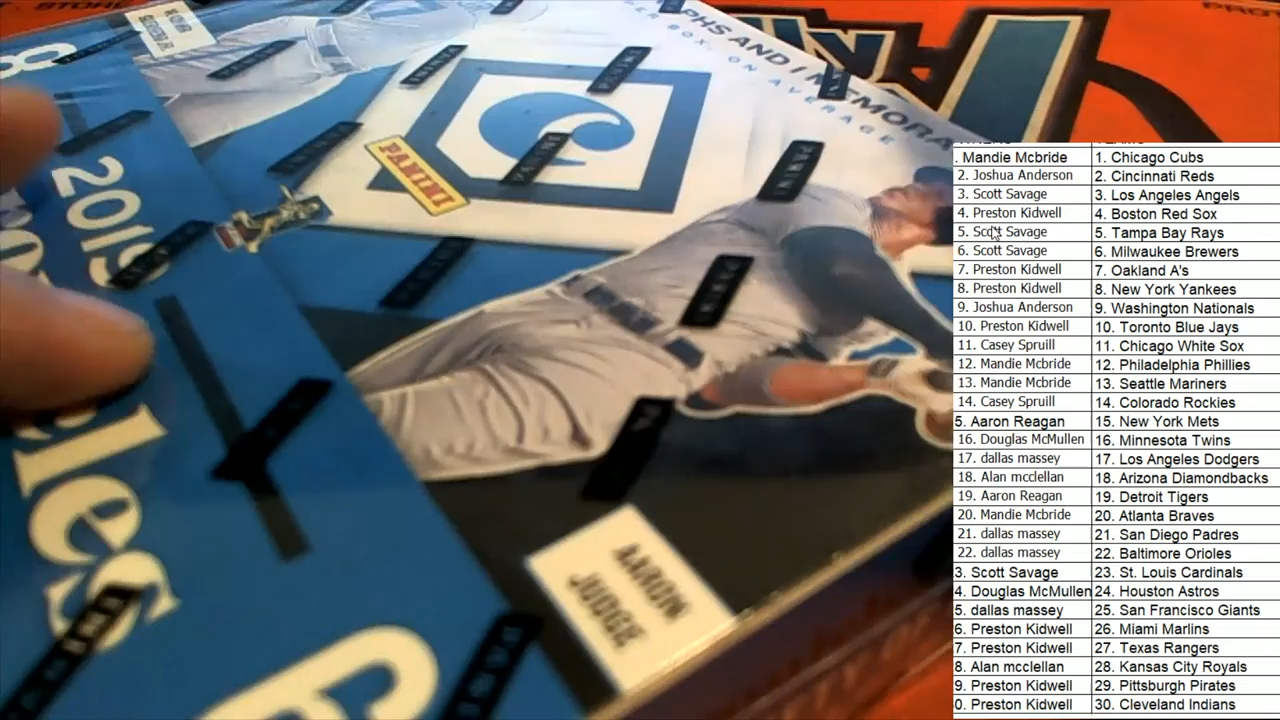 STORE
PHS AND
MEMORA
ER BOX, ON AVERAGE
PANINI
2019
8
AARON
JUDGE
. Mandie Mcbride 1. Chicago Cubs
2. Joshua Anderson 2. Cincinnati Reds
3. Scott Savage 3. Los Angeles Angels
4. Preston Kidwell 4. Boston Red Sox
5. Scott Savage 5. Tampa Bay Rays
6. Scott Savage 6. Milwaukee Brewers
7. Preston Kidwell 7. Oakland A's
8. Preston Kidwell 8. New York Yankees
9. Joshua Anderson 9. Washington Nationals
10. Preston Kidwell 10. Toronto Blue Jays
11. Casey Spruill 11. Chicago White Sox
12. Mandie Mcbride 12. Philadelphia Phillies
13. Mandie Mcbride 13. Seattle Mariners
14. Casey Spruill 14. Colorado Rockies
5. Aaron Reagan 15. New York Mets
16. Douglas McMullen 16. Minnesota Twins
17. dallas massey 17. Los Angeles Dodgers
18. Alan mcclellan 18. Arizona Diamondbacks
19. Aaron Reagan 19. Detroit Tigers
20. Mandie Mcbride 20. Atlanta Braves
21. dallas massey 21. San Diego Padres
22. dallas massey 22. Baltimore Orioles
3. Scott Savage 23. St. Louis Cardinals
4. Douglas McMullen 24. Houston Astros
5. dallas massey 25. San Francisco Giants
6. Preston Kidwell 26. Miami Marlins
7. Preston Kidwell 27. Texas Rangers
8. Alan mcclellan 28. Kansas City Royals
9. Preston Kidwell 29. Pittsburgh Pirates
0. Preston Kidwell 30. Cleveland Indians